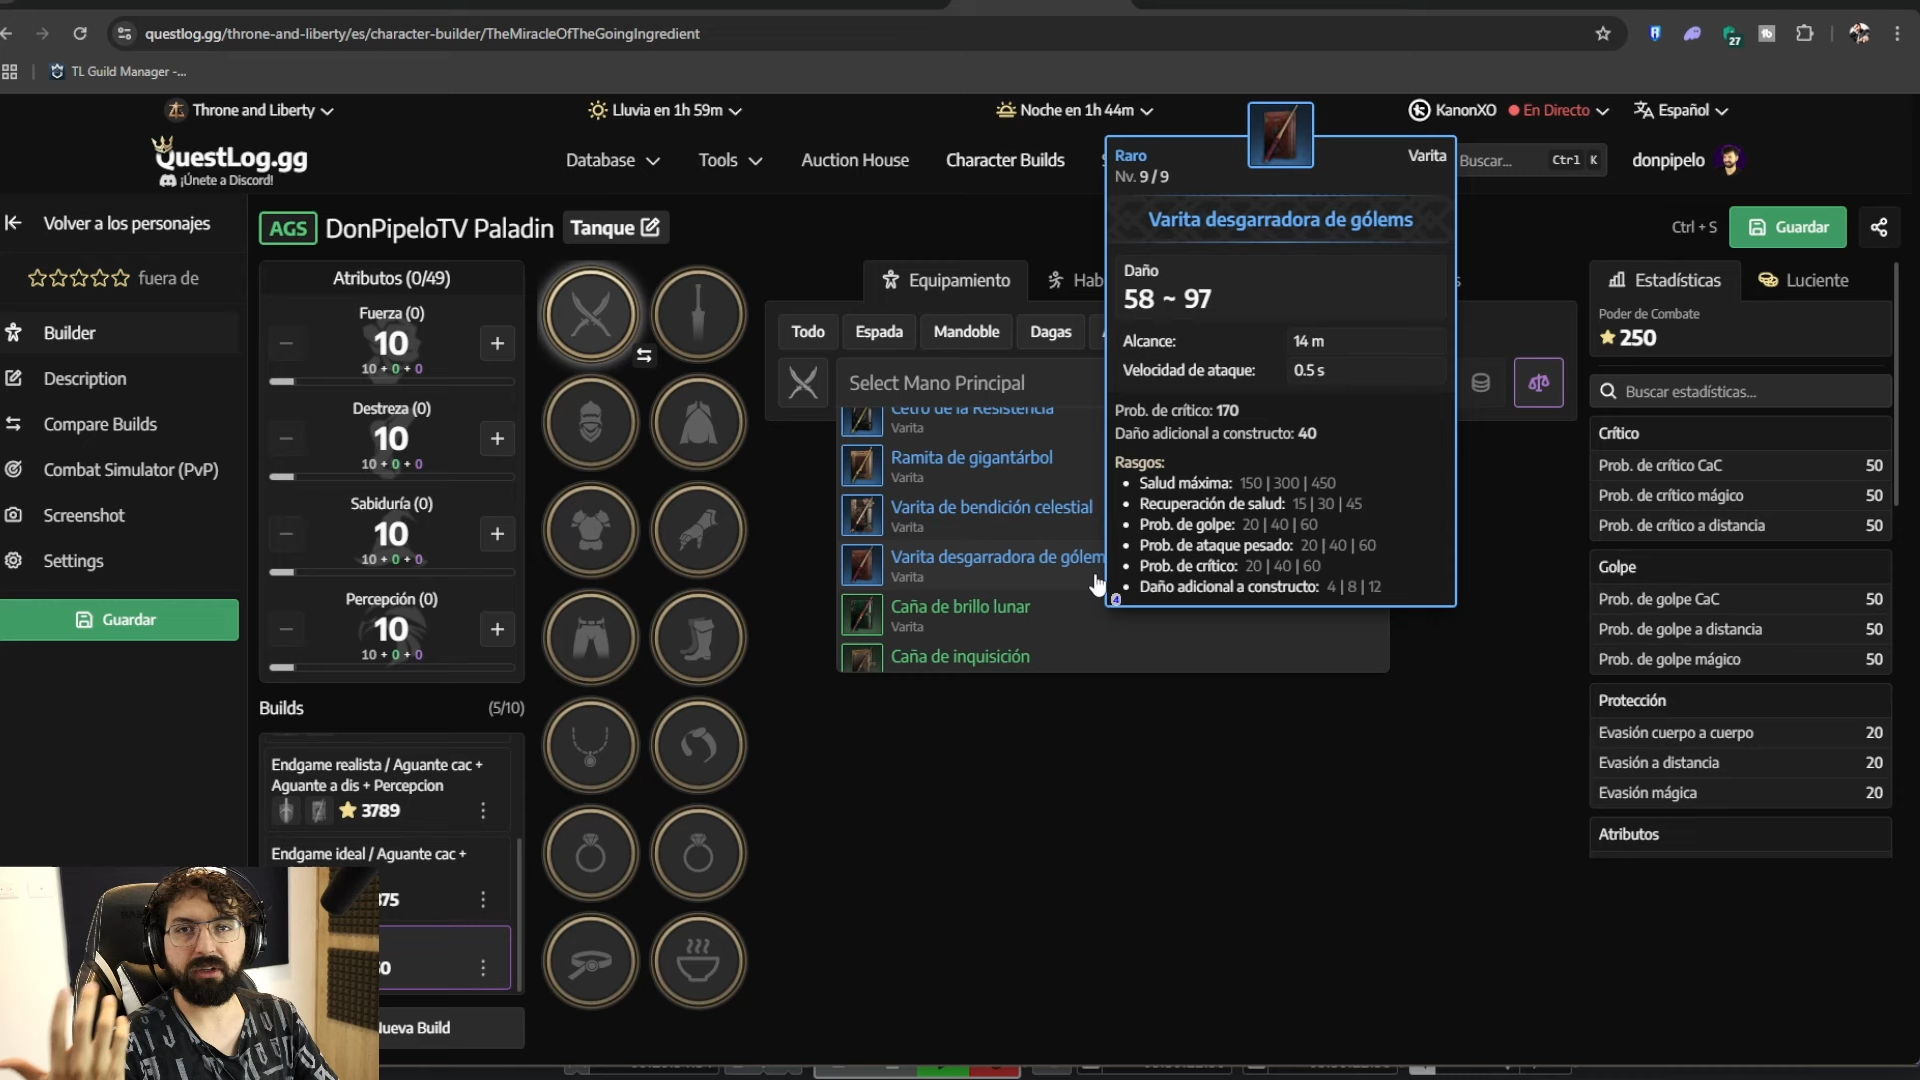 questlog.gg/throne-and-liberty/es/character-builder/TheMiracleOfTheGoingIngredient
27
TL Guild Manager -...
Throne and Liberty
Lluvia en 1h 59m
Noche en 1h 44m
KanonXO
En Directo
Español
QuestLog.gg
¡Únete a Discord!
Database
Tools
Auction House
Character Builds
Buscar...
Ctrl K
donpipelo
Volver a los personajes
fuera de
Builder
Description
Compare Builds
Combat Simulator (PvP)
Screenshot
Settings
Guardar
AGS
DonPipeloTV Paladin
Tanque
Ctrl + S
Guardar
Atributos (0/49)
Fuerza (0)
10
10 + 0 + 0
Destreza (0)
10
10 + 0 + 0
Sabiduría (0)
10
10 + 0 + 0
Percepción (0)
10
10 + 0 + 0
Builds
(5/10)
Endgame realista / Aguante cac +
Aguante a dis + Percepcion
3789
Endgame ideal / Aguante cac +
375
0
Nueva Build
Equipamiento
Hab
Todo
Espada
Mandoble
Dagas
Select Mano Principal
Cetro de la Resistencia
Varita
Ramita de gigantárbol
Varita
Varita de bendición celestial
Varita
Varita desgarradora de gólem
Varita
Caña de brillo lunar
Varita
Caña de inquisición
Raro
Varita
Nv. 9 / 9
Varita desgarradora de gólems
Daño
58 ~ 97
Alcance:
14 m
Velocidad de ataque:
0.5 s
Prob. de crítico: 170
Daño adicional a constructo: 40
Rasgos:
• Salud máxima: 150 | 300 | 450
• Recuperación de salud: 15 | 30 | 45
• Prob. de golpe: 20 | 40 | 60
• Prob. de ataque pesado: 20 | 40 | 60
• Prob. de crítico: 20 | 40 | 60
• Daño adicional a constructo: 4 | 8 | 12
4
Estadísticas
Luciente
Poder de Combate
250
Buscar estadísticas...
Crítico
Prob. de crítico CaC
50
Prob. de crítico mágico
50
Prob. de crítico a distancia
50
Golpe
Prob. de golpe CaC
50
Prob. de golpe a distancia
50
Prob. de golpe mágico
50
Protección
Evasión cuerpo a cuerpo
20
Evasión a distancia
20
Evasión mágica
20
Atributos